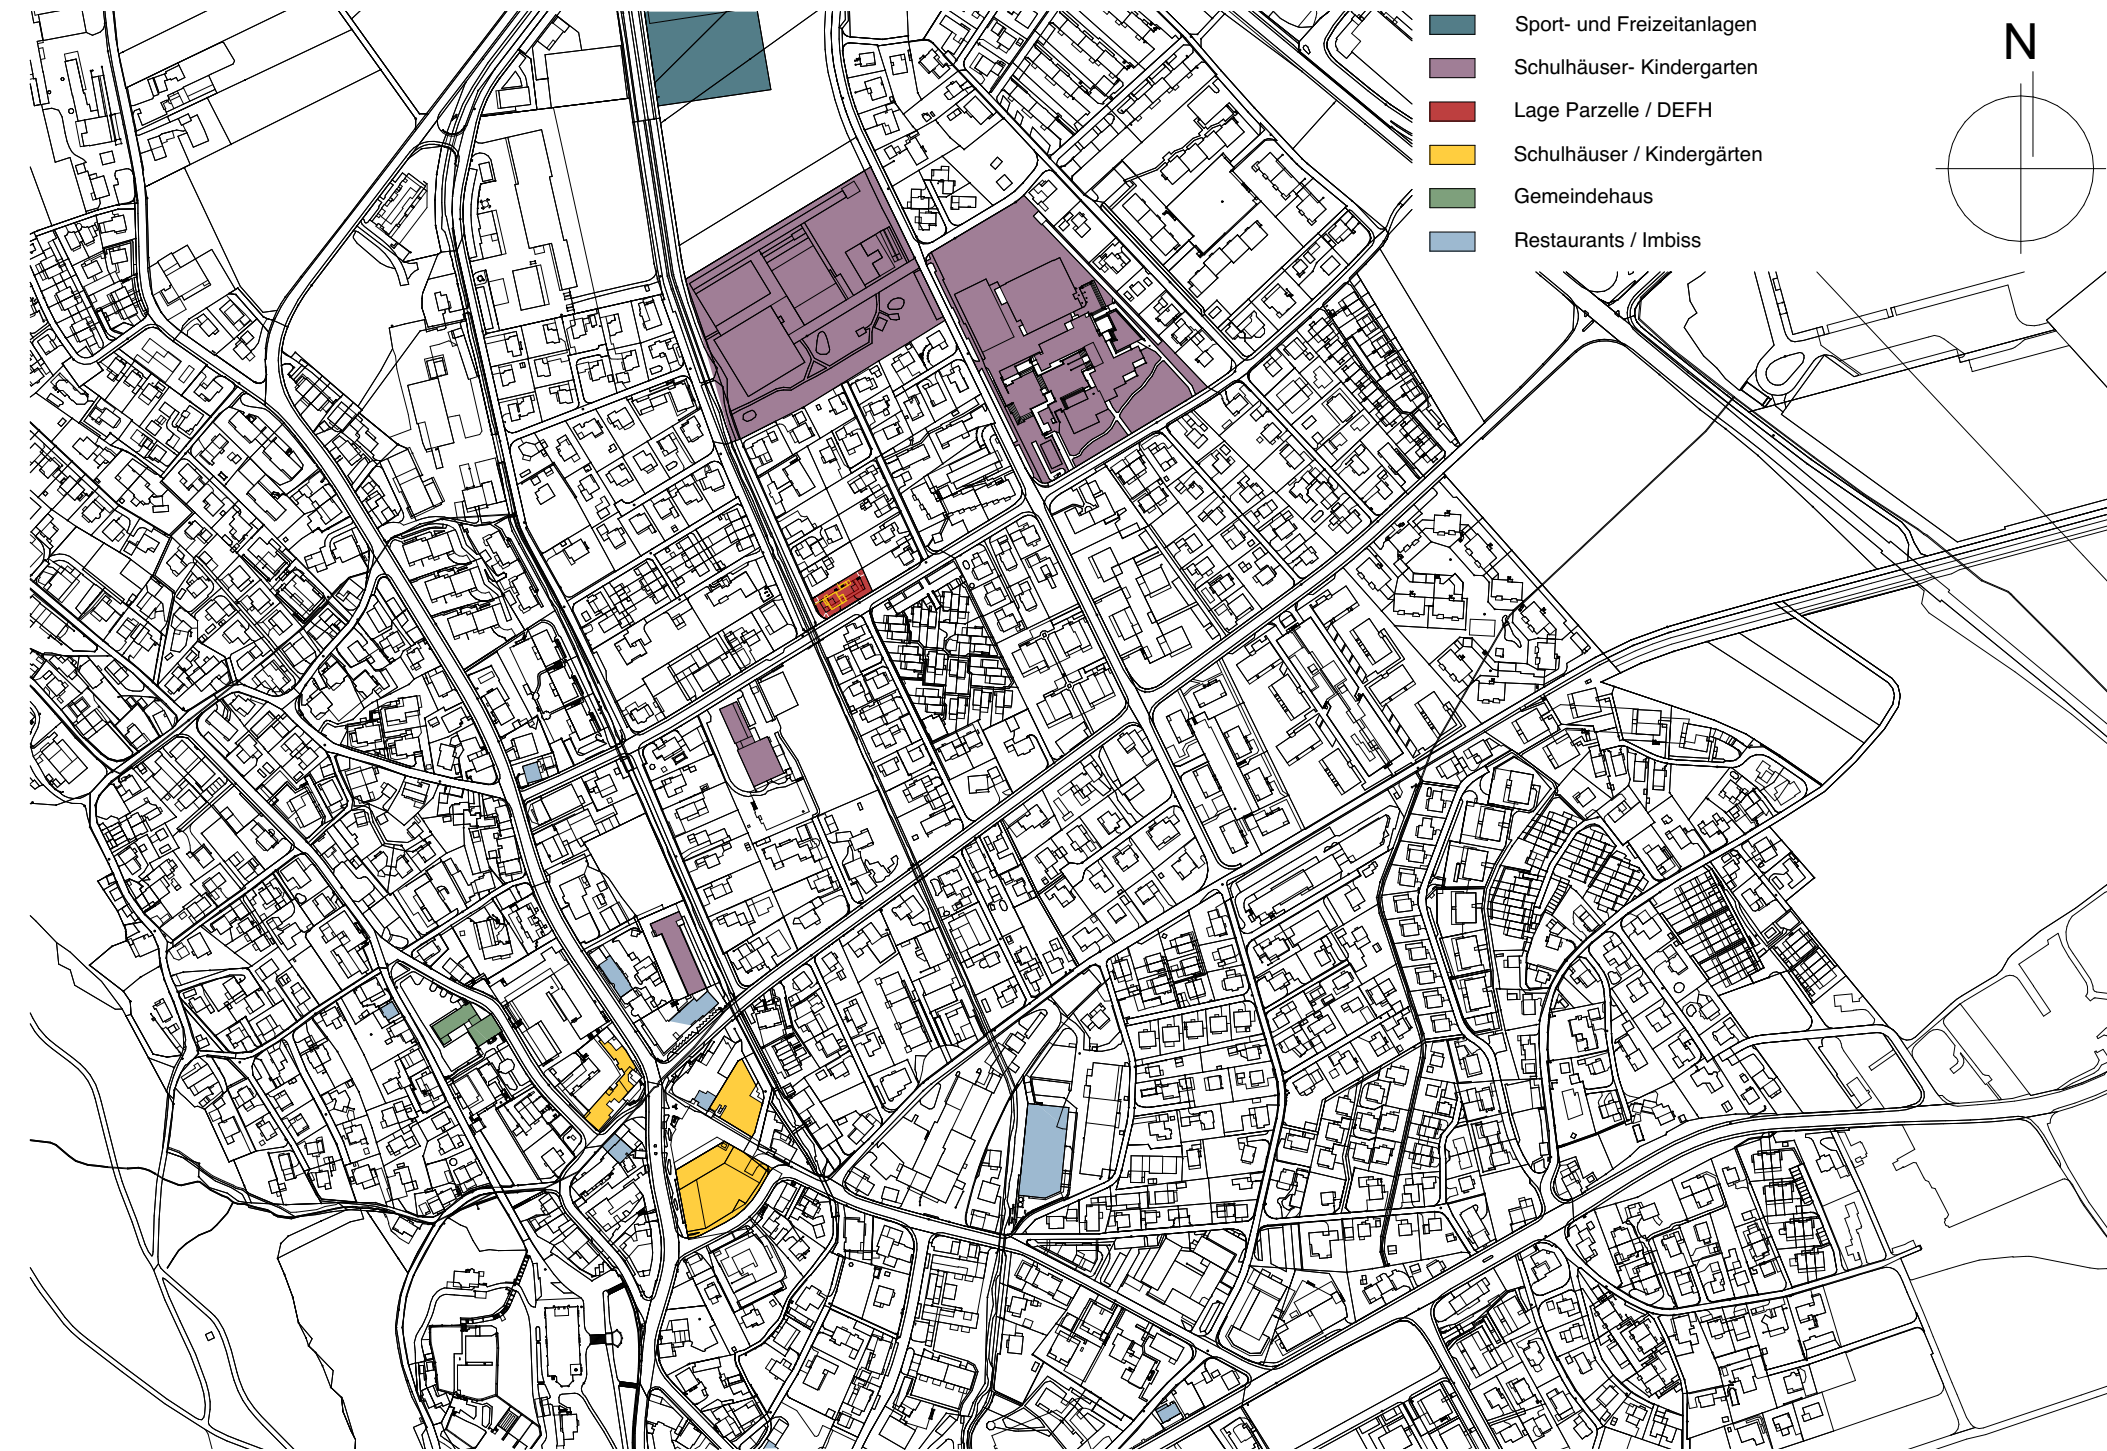 Sport- und Freizeitanlagen
Schulhäuser- Kindergarten
Lage Parzelle / DEFH
Schulhäuser / Kindergärten
Gemeindehaus
Restaurants / Imbiss
N